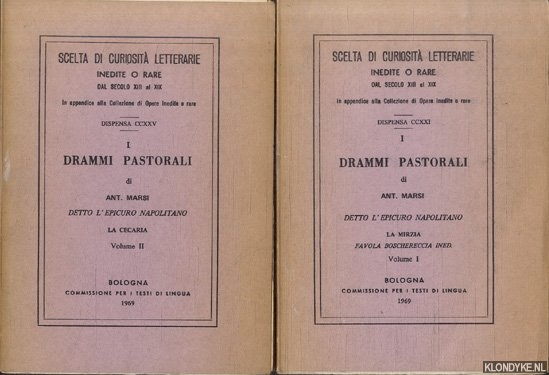 SCELTA DI CURIOSITÀ LETTERARIE
INEDITE O RARE
DAL SECOLO XIII al XIX
In appendice alla Collezione di Opere inedite o rare
DISPENSA CCXXV
I
DRAMMI PASTORALI
di
ANT. MARSI
DETTO L'EPICURO NAPOLITANO
LA CECARIA
Volume II
BOLOGNA
COMMISSIONE PER I TESTI DI LINGUA
1969
SCELTA DI CURIOSITÀ LETTERARIE
INEDITE O RARE
DAL SECOLO XIII al XIX
In appendice alla Collezione di Opere inedite o rare
DISPENSA CCXXI
I
DRAMMI PASTORALI
di
ANT. MARSI
DETTO L'EPICURO NAPOLITANO
LA MIRZIA
FAVOLA BOSCHERECCIA INED.
Volume I
BOLOGNA
COMMISSIONE PER I TESTI DI LINGUA
1969
KLONDYKE.NL